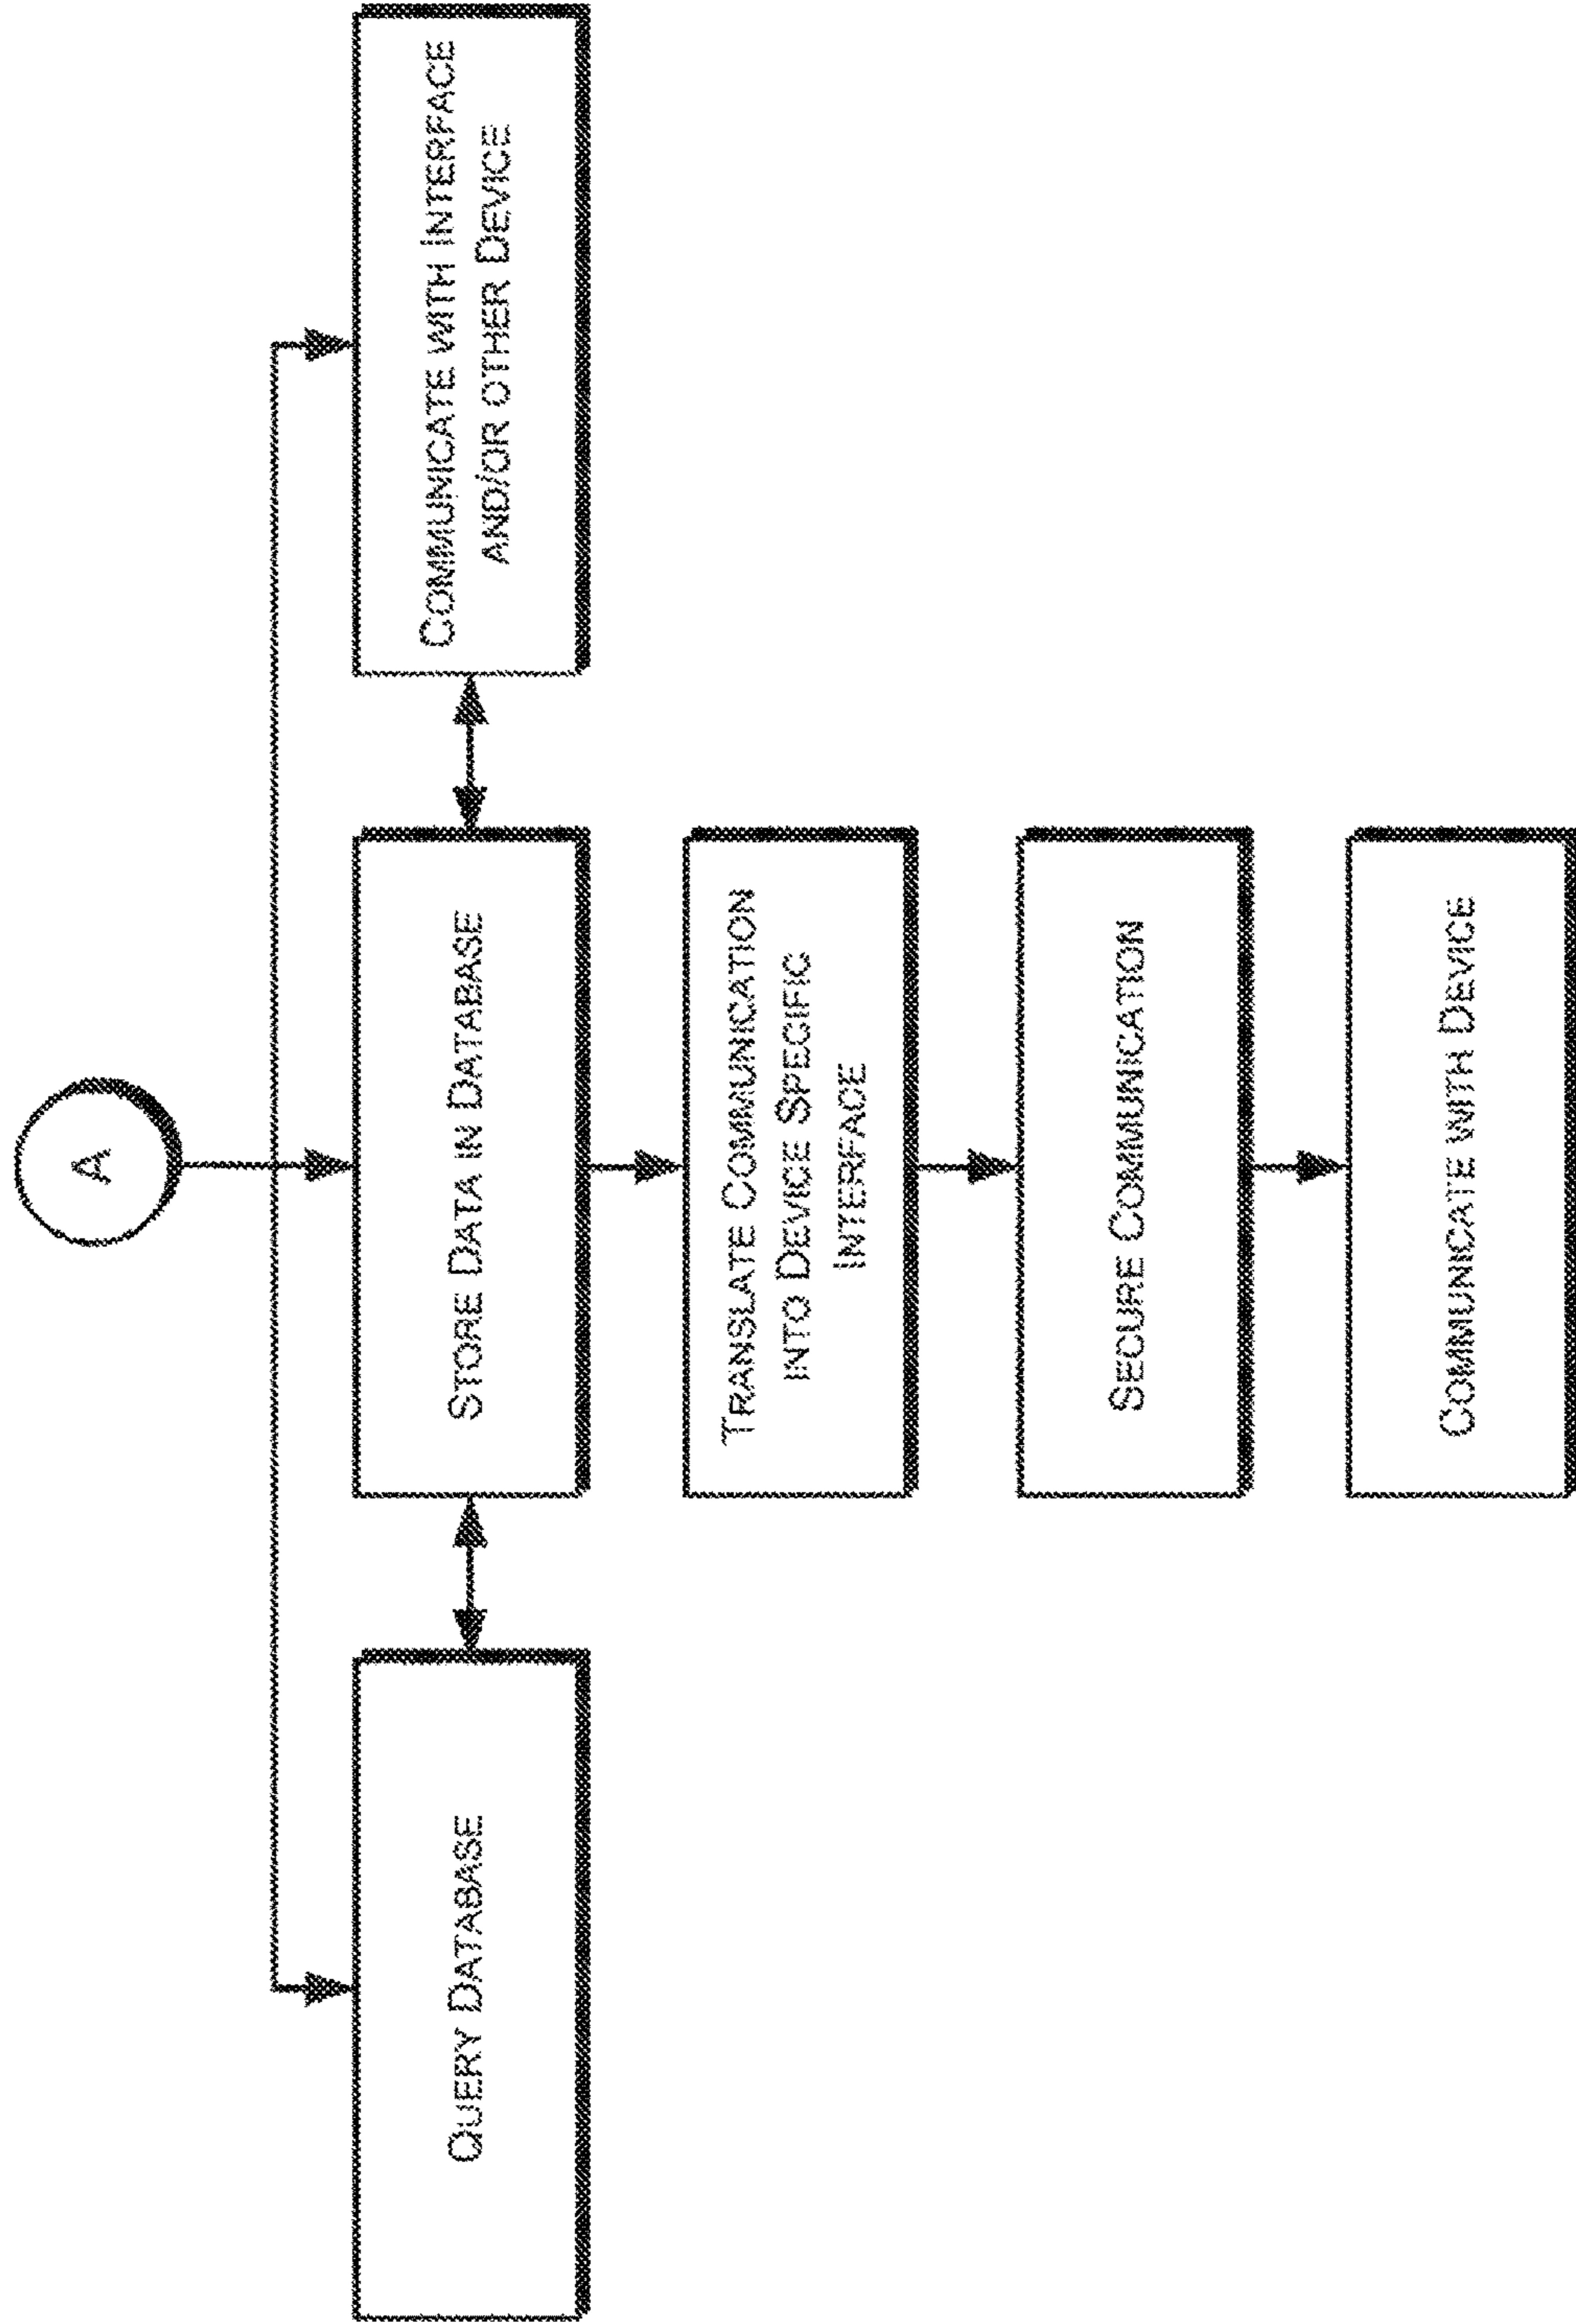 A
QUERY DATABASE
STORE DATA IN DATABASE
COMMUNICATE WITH INTERFACE
AND/OR OTHER DEVICE
TRANSLATE COMMUNICATION
INTO DEVICE SPECIFIC
INTERFACE
SECURE COMMUNICATION
COMMUNICATE WITH DEVICE